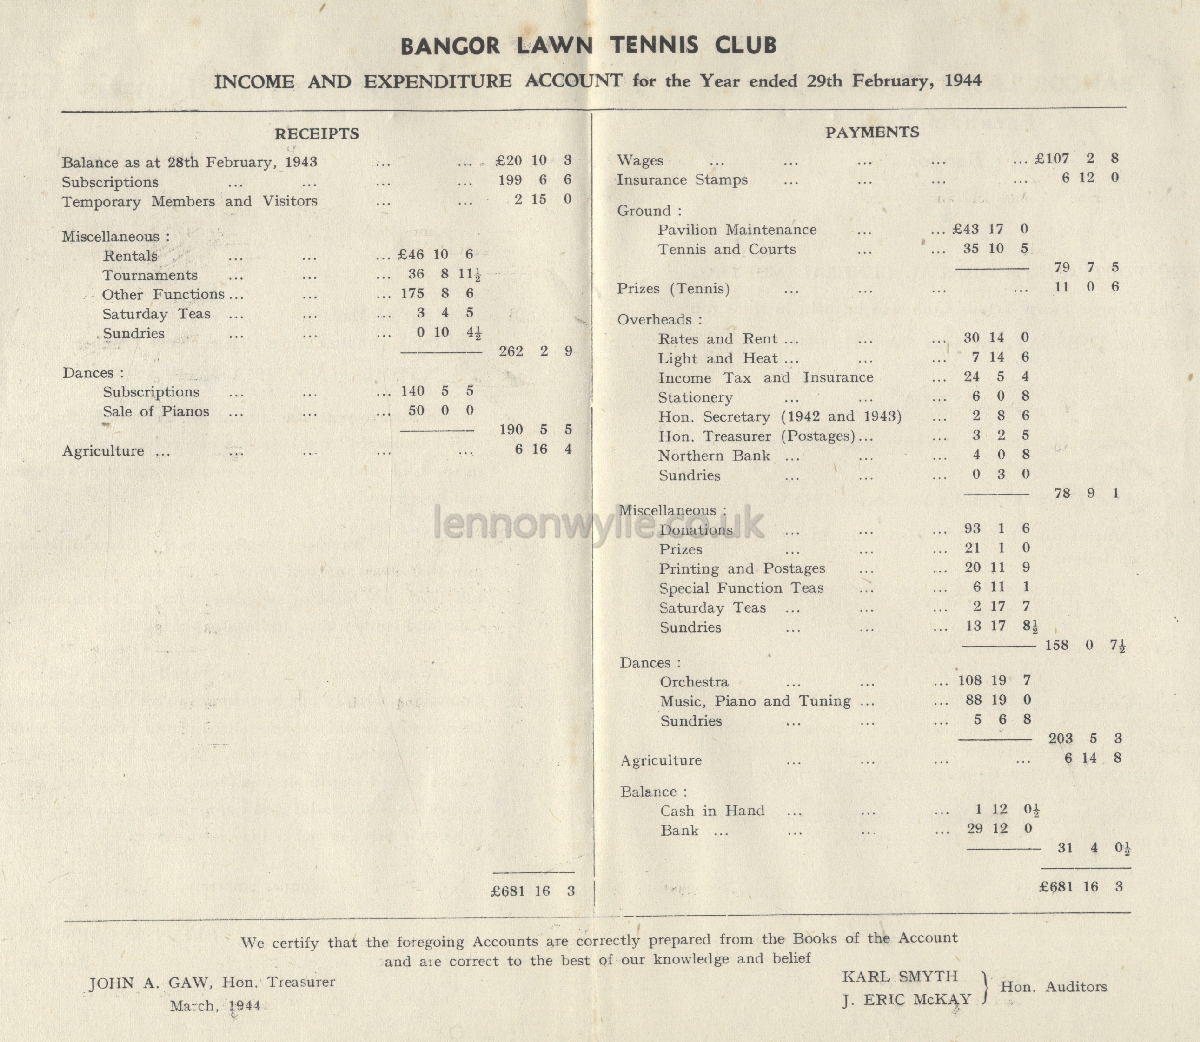 BANGOR LAWN TENNIS CLUB
INCOME AND EXPENDITURE ACCOUNT for the Year ended 29th February, 1944
RECEIPTS
Balance as at 28th February, 1943 ... ... £20 10 3
Subscriptions ... ... ... ... 199 6 6
Temporary Members and Visitors ... ... 2 15 0
Miscellaneous :
Rentals ... ... ... £46 10 6
Tournaments ... ... ... 36 8 11½
Other Functions ... ... ... 175 8 6
Saturday Teas ... ... ... 3 4 5
Sundries ... ... ... 0 10 4½
262 2 9
Dances :
Subscriptions ... ... ... 140 5 5
Sale of Pianos ... ... ... 50 0 0
190 5 5
Agriculture ... ... ... ... ... 6 16 4
£681 16 3
PAYMENTS
Wages ... ... ... ... ... £107 2 8
Insurance Stamps ... ... ... ... 6 12 0
Ground :
Pavilion Maintenance ... ... £43 17 0
Tennis and Courts ... ... 35 10 5
79 7 5
Prizes (Tennis) ... ... ... ... 11 0 6
Overheads :
Rates and Rent ... ... ... 30 14 0
Light and Heat ... ... ... 7 14 6
Income Tax and Insurance ... 24 5 4
Stationery ... ... ... 6 0 8
Hon. Secretary (1942 and 1943) ... 2 8 6
Hon. Treasurer (Postages) ... ... 3 2 5
Northern Bank ... ... ... 4 0 8
Sundries ... ... ... 0 3 0
78 9 1
Miscellaneous :
Donations ... ... ... 93 1 6
Prizes ... ... ... 21 1 0
Printing and Postages ... ... 20 11 9
Special Function Teas ... ... 6 11 1
Saturday Teas ... ... ... 2 17 7
Sundries ... ... ... 13 17 8½
158 0 7½
Dances :
Orchestra ... ... ... 108 19 7
Music, Piano and Tuning ... ... 88 19 0
Sundries ... ... ... 5 6 8
203 5 3
Agriculture ... ... ... ... 6 14 8
Balance :
Cash in Hand ... ... ... 1 12 0½
Bank ... ... ... ... 29 12 0
31 4 0½
£681 16 3
lennonwylie.co.uk
We certify that the foregoing Accounts are correctly prepared from the Books of the Account
and are correct to the best of our knowledge and belief
JOHN A. GAW, Hon. Treasurer
March, 1944
KARL SMYTH
J. ERIC McKAY
Hon. Auditors